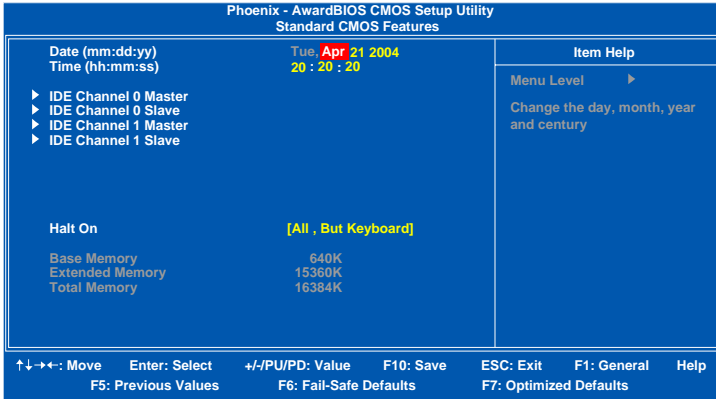 Phoenix - AwardBIOS CMOS Setup Utility
Standard CMOS Features
Date (mm:dd:yy) Tue, Apr 21 2004
Time (hh:mm:ss) 20 : 20 : 20
IDE Channel 0 Master
IDE Channel 0 Slave
IDE Channel 1 Master
IDE Channel 1 Slave
Halt On [All , But Keyboard]
Base Memory 640K
Extended Memory 15360K
Total Memory 16384K
Item Help
Menu Level
Change the day, month, year
and century
↑↓→←: Move Enter: Select +/-/PU/PD: Value F10: Save ESC: Exit F1: General Help
F5: Previous Values F6: Fail-Safe Defaults F7: Optimized Defaults